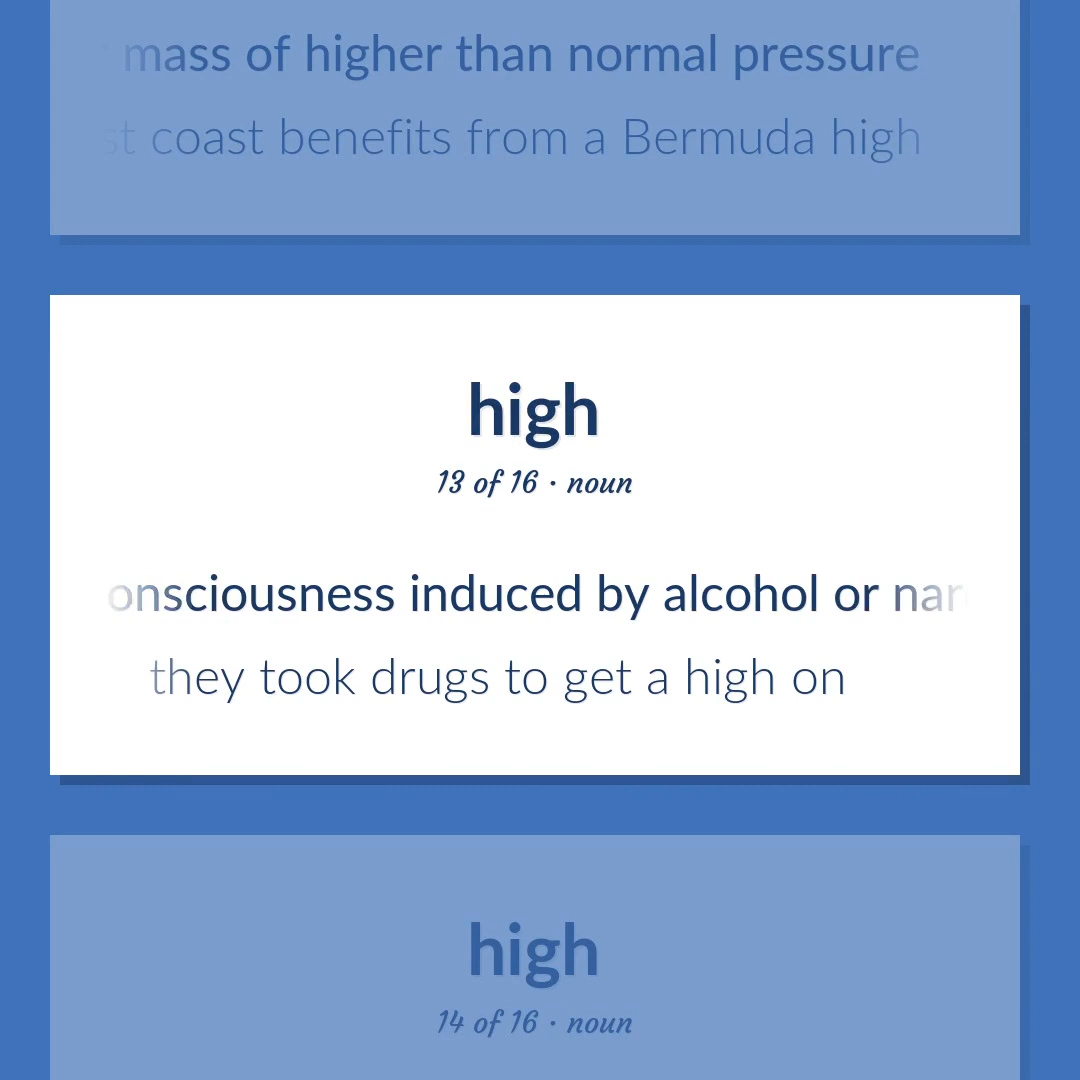 mass of higher than normal pressure
coast benefits from a Bermuda high
high
13 of 16 · noun
onsciousness induced by alcohol or
they took drugs to get a high on
high
14 of 16 · noun